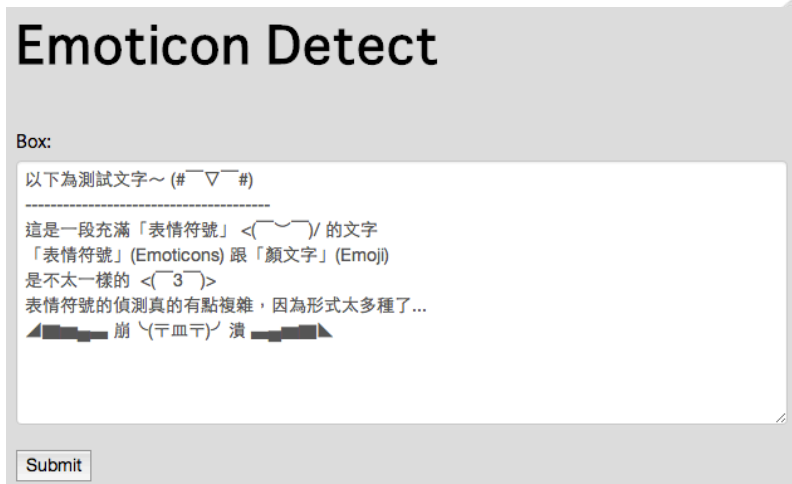 Emoticon Detect
Box:
以下為測試文字～ (#￣▽￣#)
---------------------------------------
這是一段充滿「表情符號」 <(￣︶￣)/ 的文字
「表情符號」(Emoticons) 跟「顏文字」(Emoji)
是不太一樣的 <(￣3￣)>
表情符號的偵測真的有點複雜，因為形式太多種了...
◢▆▅▄▃ 崩╰(〒皿〒)╯潰 ▃▄▅▆◣
Submit